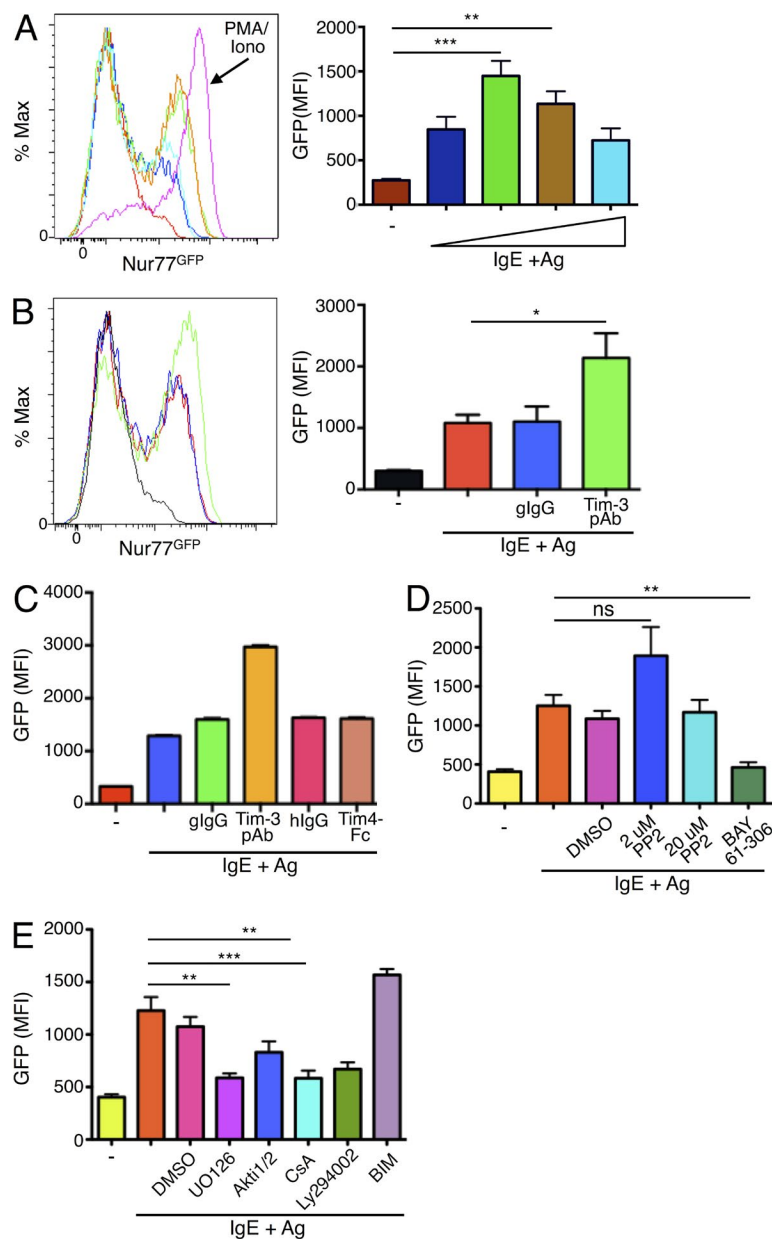 A
PMA/
Iono
% Max
0
0
Nur77GFP
GFP(MFI)
2000
1500
1000
500
0
**
***
-
IgE +Ag
B
% Max
0
0
Nur77GFP
GFP (MFI)
3000
2000
1000
0
*
-
gIgG
Tim-3
pAb
IgE + Ag
C
GFP (MFI)
4000
3000
2000
1000
0
-
gIgG
Tim-3
pAb
hIgG
Tim4-
Fc
IgE + Ag
D
GFP (MFI)
2500
2000
1500
1000
500
0
**
ns
-
DMSO
2 uM
PP2
20 uM
PP2
BAY
61-306
IgE + Ag
E
GFP (MFI)
2000
1500
1000
500
0
**
***
**
-
DMSO
UO126
Akti1/2
CsA
Ly294002
BIM
IgE + Ag